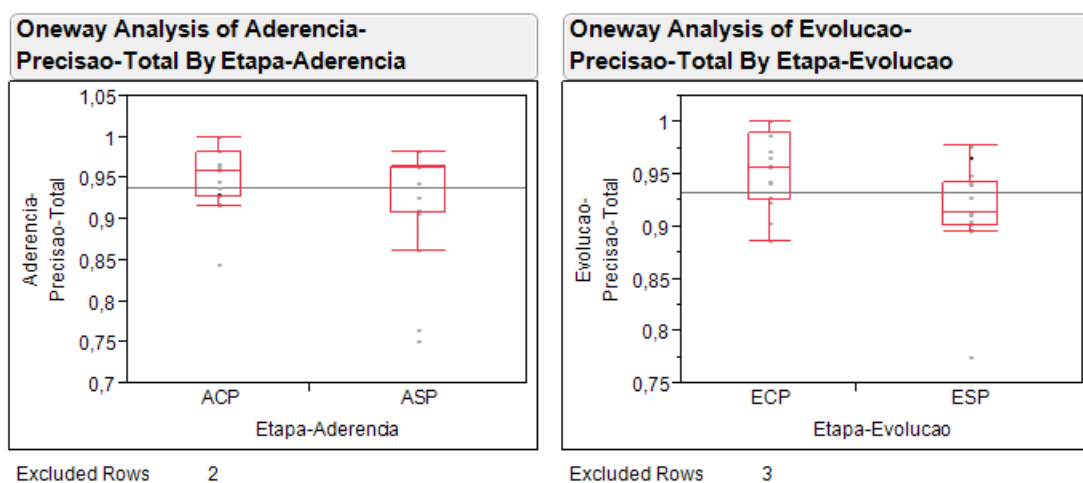 Oneway Analysis of Aderencia-
Precisao-Total By Etapa-Aderencia
1,05
1
0,95
0,9
0,85
0,8
0,75
0,7
Aderencia-
Precisao-Total
ACP
ASP
Etapa-Aderencia
Excluded Rows 2
Oneway Analysis of Evolucao-
Precisao-Total By Etapa-Evolucao
1
0,95
0,9
0,85
0,8
0,75
Evolucao-
Precisao-Total
ECP
ESP
Etapa-Evolucao
Excluded Rows 3